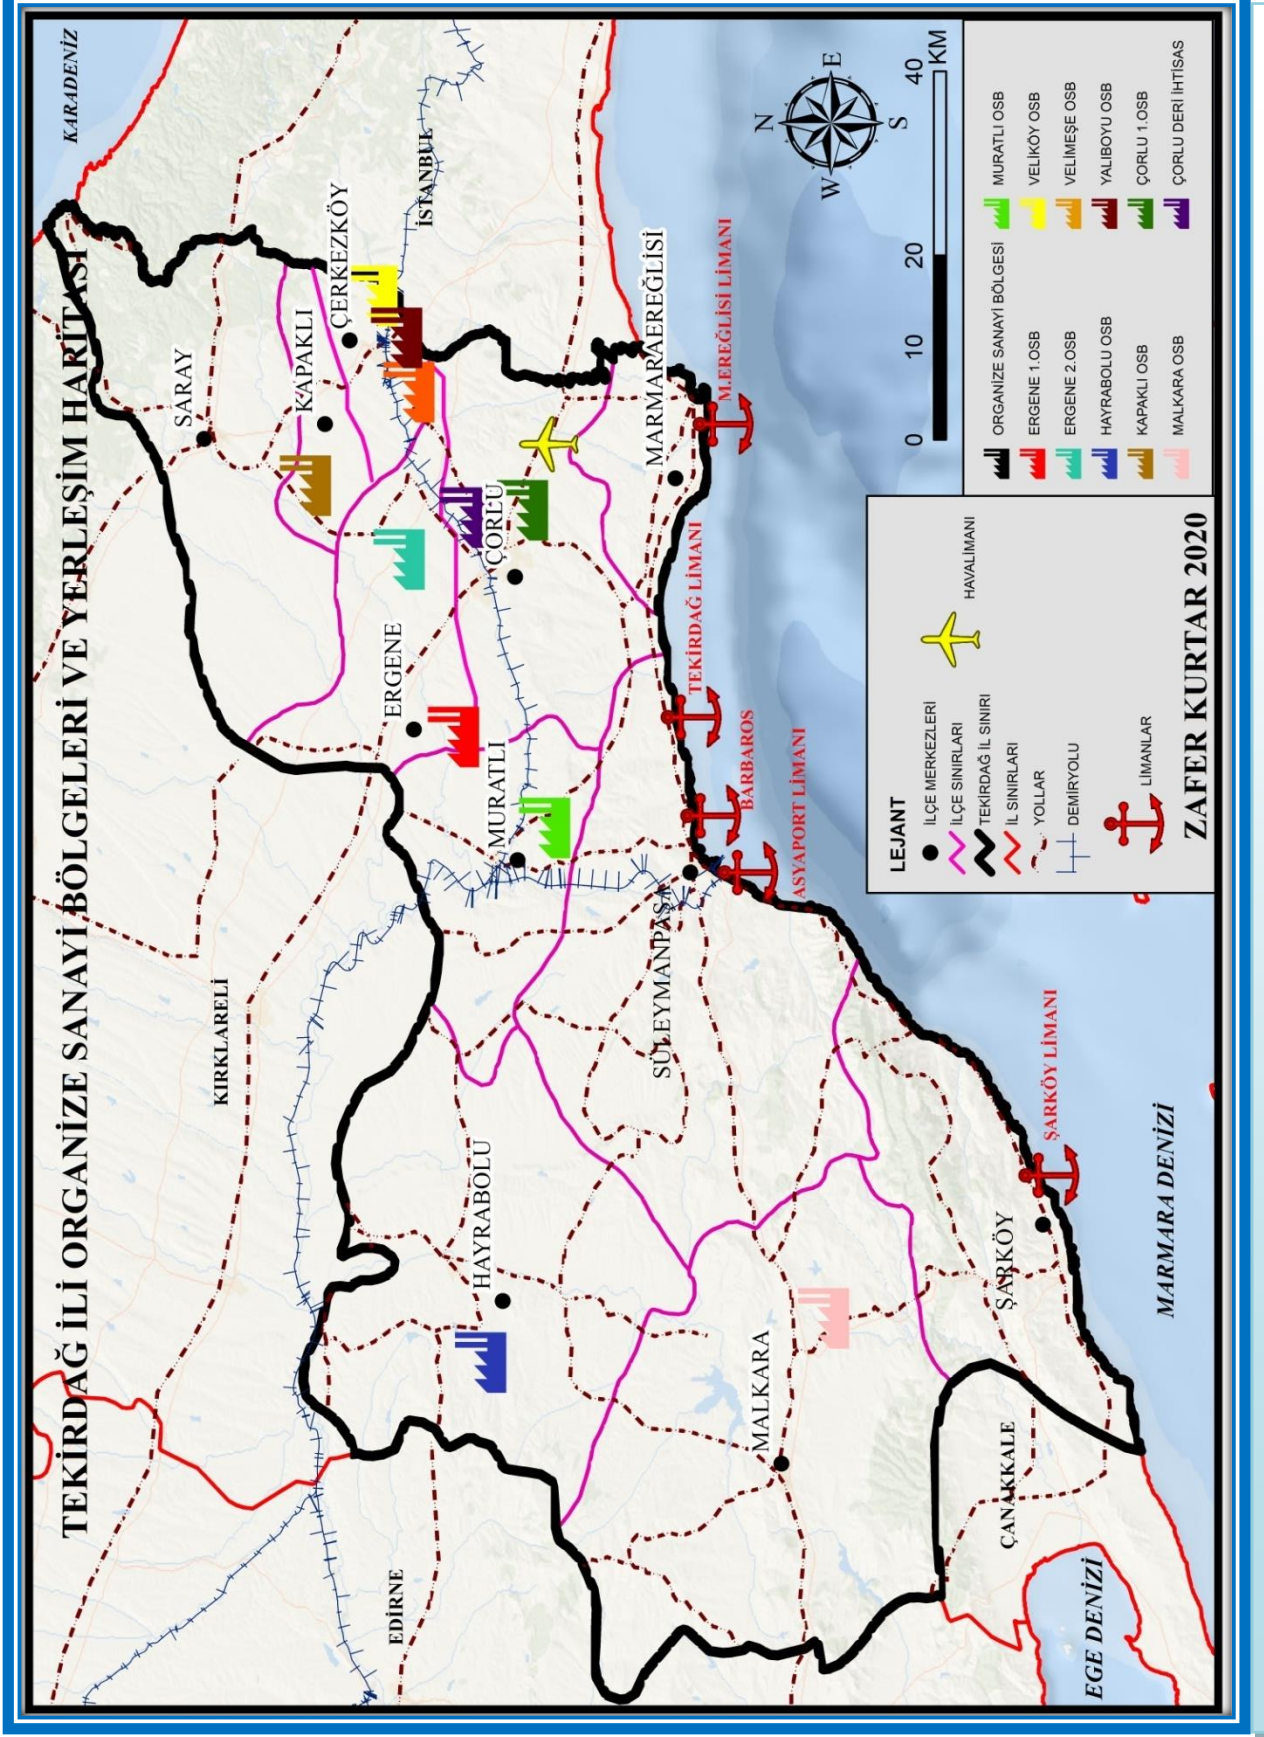 TEKİRDAĞ İLİ ORGANİZE SANAYİ BÖLGELERİ VE YERLEŞİM HARİTASI
KARADENİZ
KIRKLARELİ
EDİRNE
İSTANBUL
SARAY
KAPAKLI
ÇERKEZKÖY
ERGENE
ÇORLU
MURATLI
MARMARAEREĞLİSİ
HAYRABOLU
SÜLEYMANPAŞA
MALKARA
ŞARKÖY
ÇANAKKALE
M.EREĞLİSİ LİMANI
TEKİRDAĞ LİMANI
BARBAROS
ASYAPORT LİMANI
ŞARKÖY LİMANI
EGE DENİZİ
MARMARA DENİZİ
N
W
E
S
0
10
20
40
KM
LEJANT
İLÇE MERKEZLERİ
İLÇE SINIRLARI
TEKİRDAĞ İL SINIRI
İL SINIRLARI
YOLLAR
DEMİRYOLU
LİMANLAR
HAVALİMANI
ZAFER KURTAR 2020
ORGANİZE SANAYİ BÖLGESİ
ERGENE 1.OSB
ERGENE 2.OSB
HAYRABOLU OSB
KAPAKLI OSB
MALKARA OSB
MURATLI OSB
VELİKÖY OSB
VELİMEŞE OSB
YALIBOYU OSB
ÇORLU 1.OSB
ÇORLU DERİ İHTİSAS